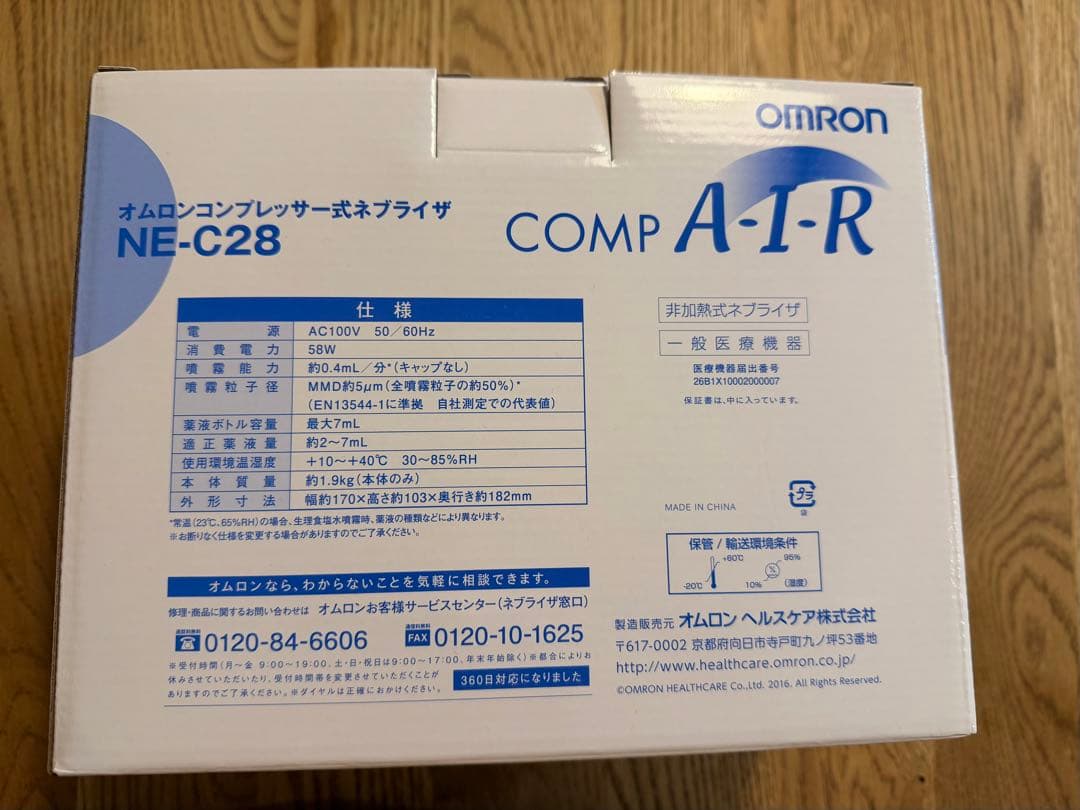 OMRON
オムロンコンプレッサー式ネブライザ
NE-C28
COMP A-I-R
仕様
電源 AC100V 50／60Hz
消費電力 58W
噴霧能力 約0.4mL／分*（キャップなし）
噴霧粒子径 MMD約5μm（全噴霧粒子の約50%）*
（EN13544-1に準拠 自社測定での代表値）
薬液ボトル容量 最大7mL
適正薬液量 約2～7mL
使用環境温湿度 +10～+40℃ 30～85%RH
本体質量 約1.9kg（本体のみ）
外形寸法 幅約170×高さ約103×奥行き約182mm
*常温（23℃、65%RH）の場合、生理食塩水噴霧時、薬液の種類などにより異なります。
※お断りなく仕様を変更する場合がありますのでご了承ください。
非加熱式ネブライザ
一般医療機器
医療機器届出番号
26B1X10002000007
保証書は、中に入っています。
MADE IN CHINA
プラ
袋
保管 / 輸送環境条件
+60℃
-20℃
95%
%
10%
（湿度）
オムロンなら、わからないことを気軽に相談できます。
修理・商品に関するお問い合わせは オムロンお客様サービスセンター（ネブライザ窓口）
通話料無料 0120-84-6606
通信料無料 FAX 0120-10-1625
※受付時間（月～金 9:00～19:00、土・日・祝日は9:00～17:00、年末年始除く）※都合によりお
休みさせていただいたり、受付時間帯を変更させていただくことが
ありますのでご了承ください。※ダイヤルは正確におかけください。
360日対応になりました
製造販売元 オムロン ヘルスケア株式会社
〒617-0002 京都府向日市寺戸町九ノ坪53番地
http://www.healthcare.omron.co.jp/
©OMRON HEALTHCARE Co.,Ltd. 2016. All Rights Reserved.